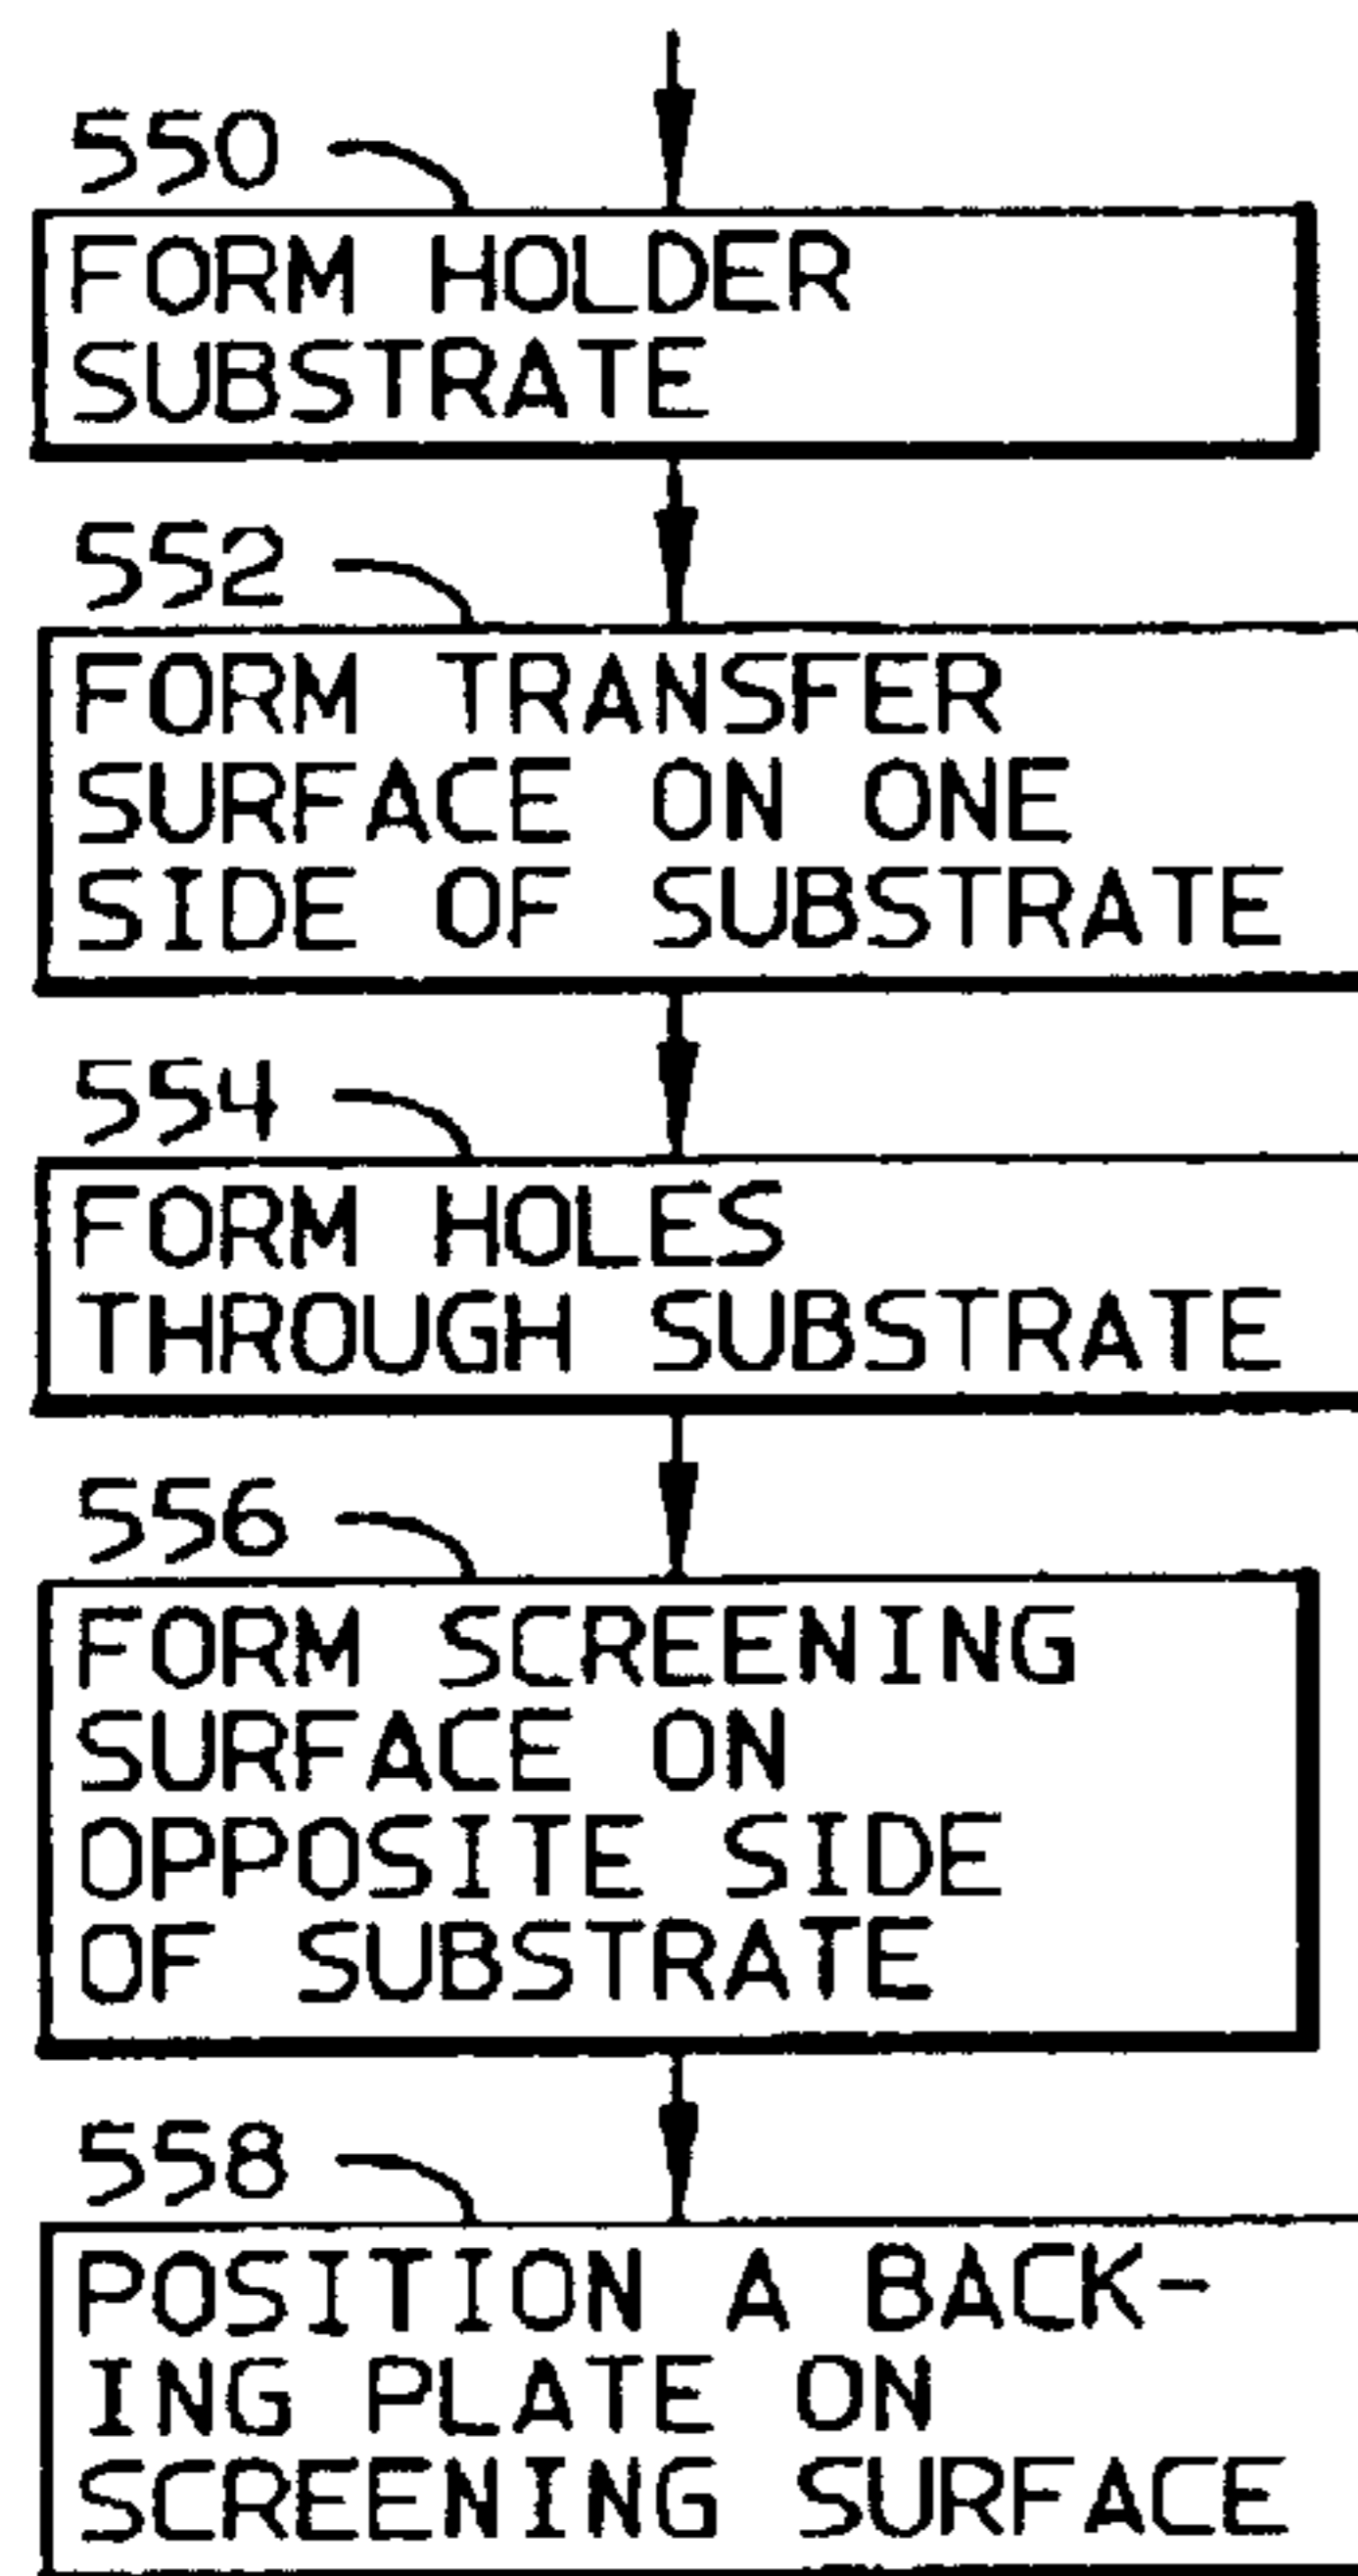 550
FORM HOLDER
SUBSTRATE
552
FORM TRANSFER
SURFACE ON ONE
SIDE OF SUBSTRATE
554
FORM HOLES
THROUGH SUBSTRATE
556
FORM SCREENING
SURFACE ON
OPPOSITE SIDE
OF SUBSTRATE
558
POSITION A BACK-
ING PLATE ON
SCREENING SURFACE